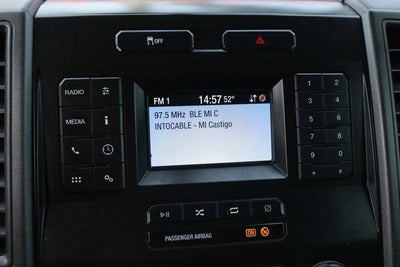 OFF
FM 1 14:57 52°
97.5 MHz BLE MI C
INTOCABLE - MI Castigo
RADIO
MEDIA
1 2
3 4
5 6
7 8
9 0
PASSENGER AIRBAG ON